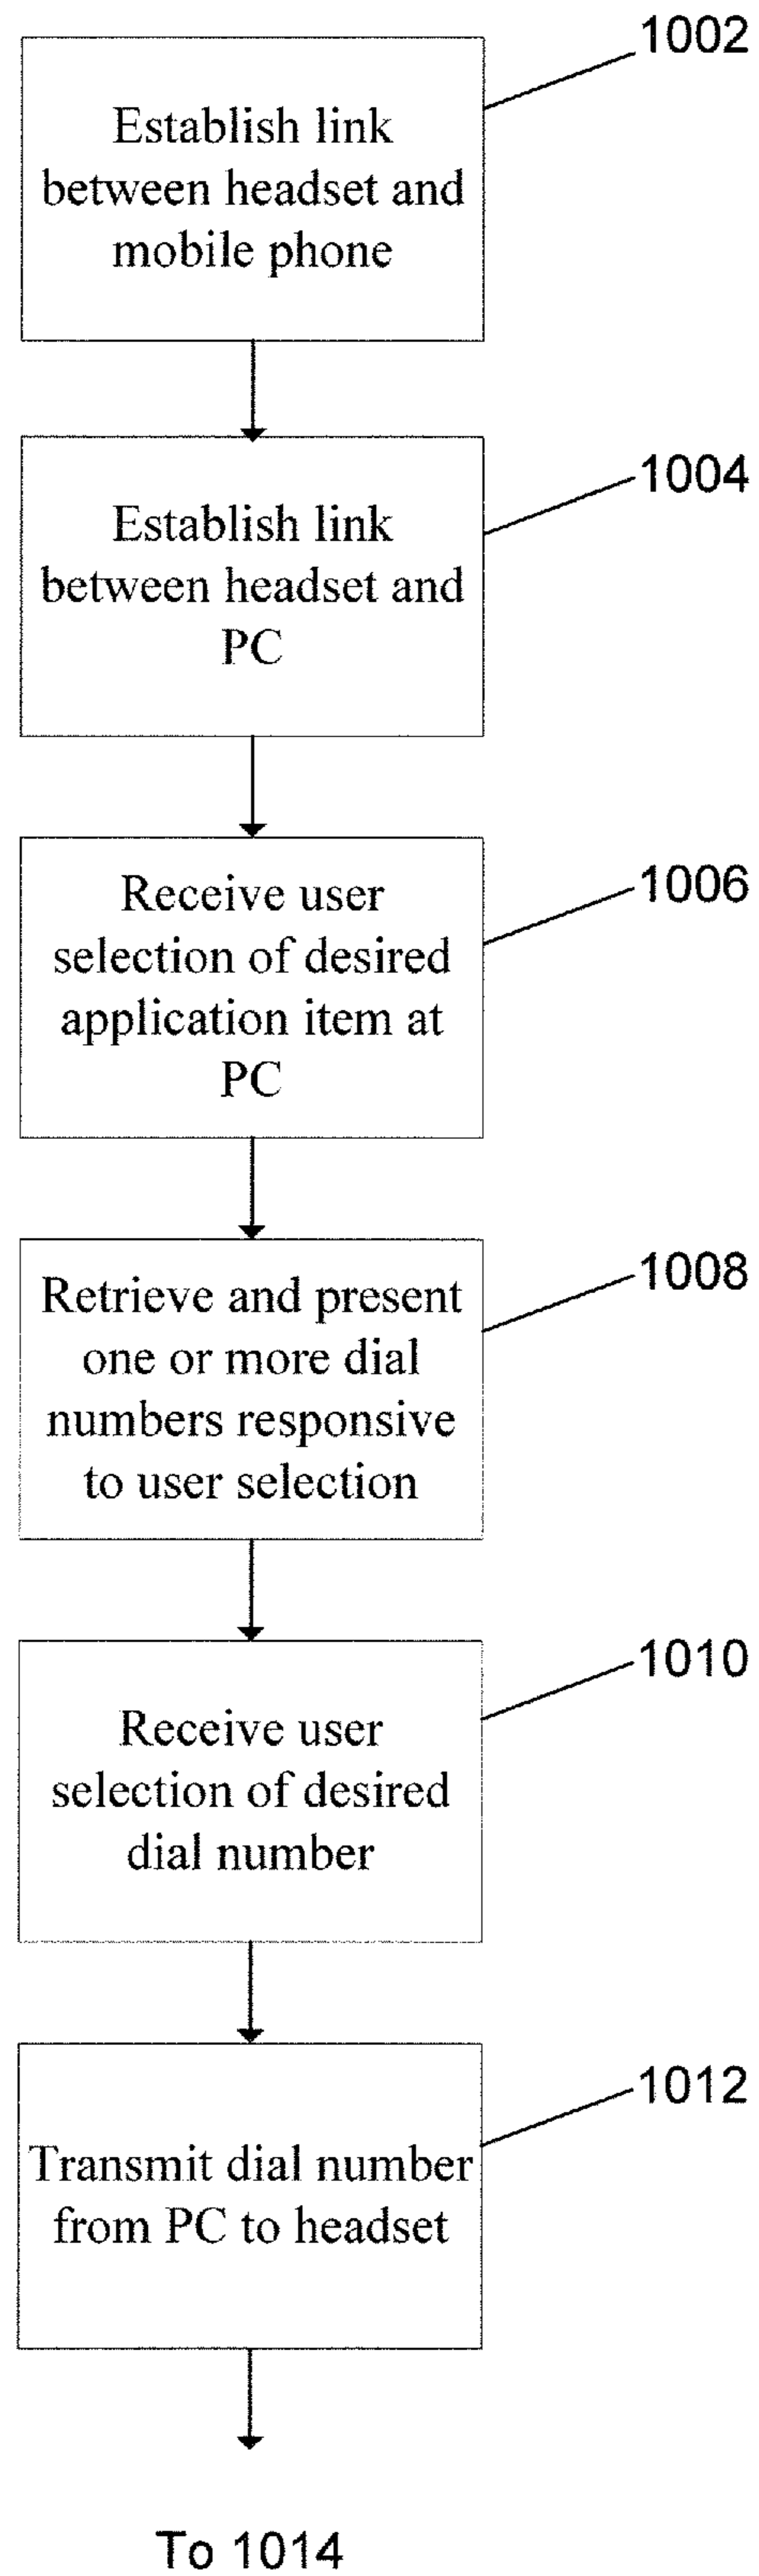 1002
Establish link
between headset and
mobile phone
1004
Establish link
between headset and
PC
1006
Receive user
selection of desired
application item at
PC
1008
Retrieve and present
one or more dial
numbers responsive
to user selection
1010
Receive user
selection of desired
dial number
1012
Transmit dial number
from PC to headset
To 1014